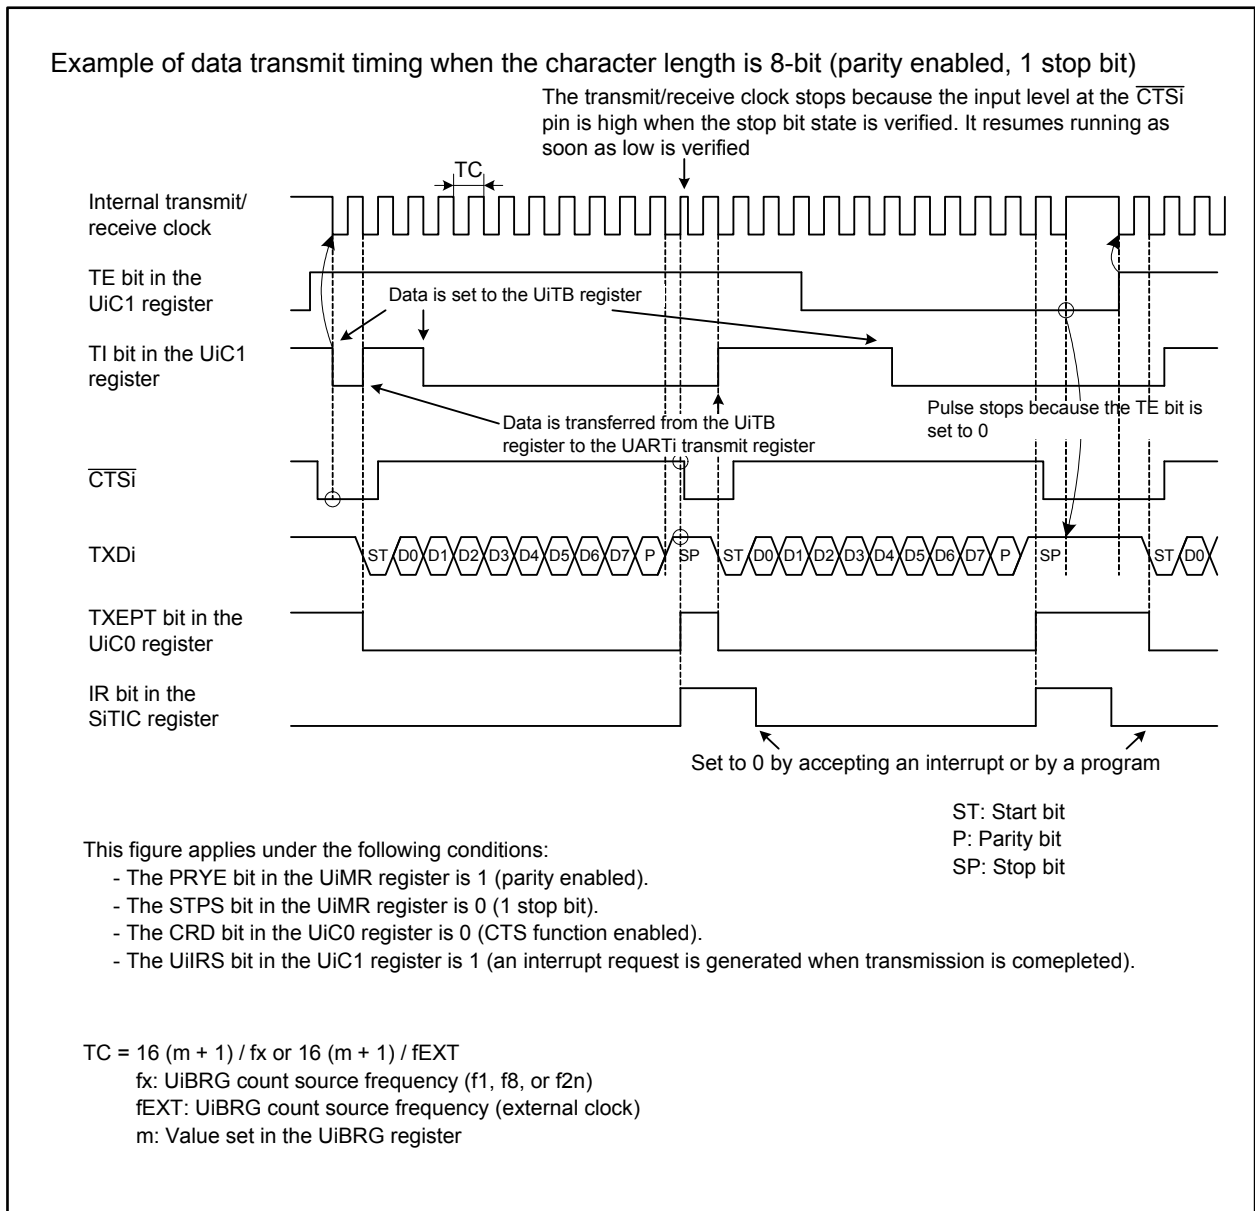 Example of data transmit timing when the character length is 8-bit (parity enabled, 1 stop bit)
The transmit/receive clock stops because the input level at the CTSi
pin is high when the stop bit state is verified. It resumes running as
soon as low is verified
TC
Internal transmit/
receive clock
TE bit in the
UiC1 register
Data is set to the UiTB register
TI bit in the UiC1
register
Data is transferred from the UiTB
register to the UARTi transmit register
Pulse stops because the TE bit is
set to 0
CTSi
TXDi
ST D0 D1 D2 D3 D4 D5 D6 D7 P SP ST D0 D1 D2 D3 D4 D5 D6 D7 P SP ST D0
TXEPT bit in the
UiC0 register
IR bit in the
SiTIC register
Set to 0 by accepting an interrupt or by a program
ST: Start bit
P: Parity bit
SP: Stop bit
This figure applies under the following conditions:
- The PRYE bit in the UiMR register is 1 (parity enabled).
- The STPS bit in the UiMR register is 0 (1 stop bit).
- The CRD bit in the UiC0 register is 0 (CTS function enabled).
- The UiIRS bit in the UiC1 register is 1 (an interrupt request is generated when transmission is comepleted).
TC = 16 (m + 1) / fx or 16 (m + 1) / fEXT
fx: UiBRG count source frequency (f1, f8, or f2n)
fEXT: UiBRG count source frequency (external clock)
m: Value set in the UiBRG register